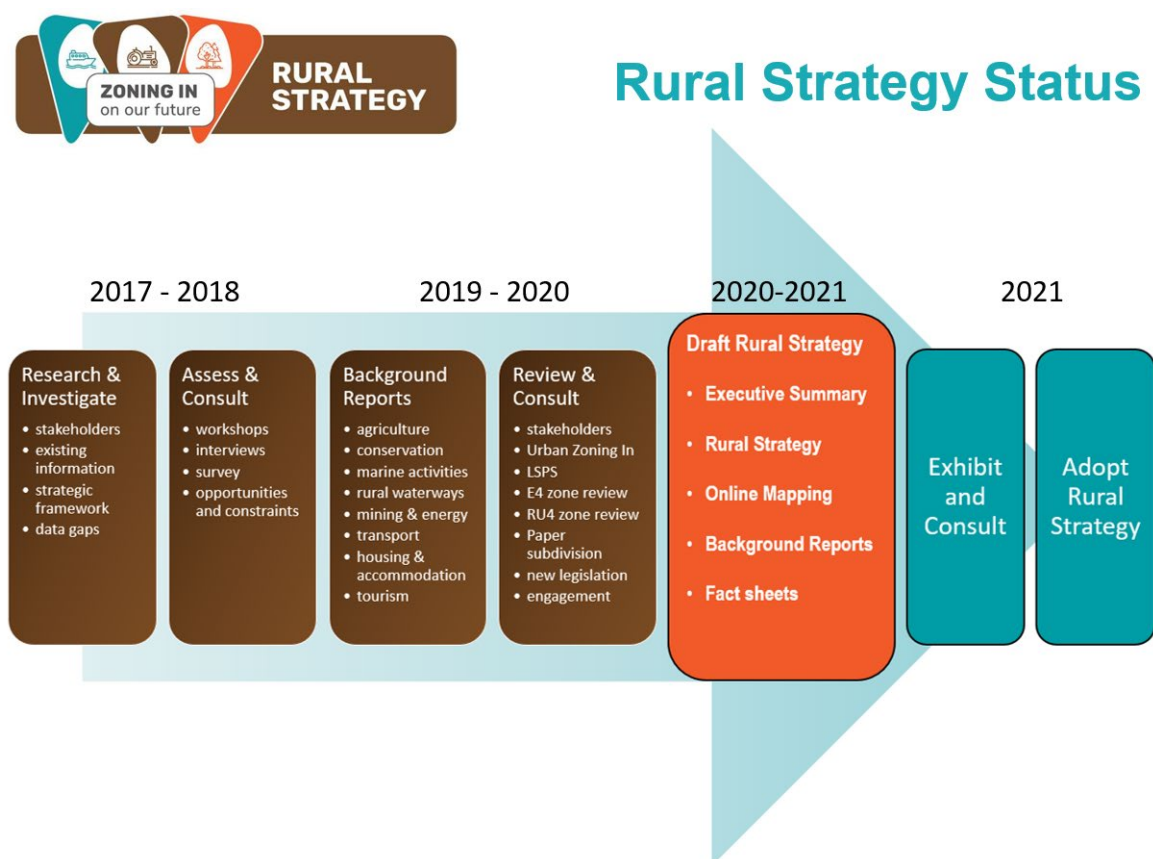 ZONING IN
on our future
RURAL
STRATEGY
Rural Strategy Status
2017 - 2018
2019 - 2020
2020-2021
2021
Research &
Investigate
• stakeholders
• existing
information
• strategic
framework
• data gaps
Assess &
Consult
• workshops
• interviews
• survey
• opportunities
and constraints
Background
Reports
• agriculture
• conservation
• marine activities
• rural waterways
• mining & energy
• transport
• housing &
accommodation
• tourism
Review &
Consult
• stakeholders
• Urban Zoning In
• LSPS
• E4 zone review
• RU4 zone review
• Paper
subdivision
• new legislation
• engagement
Draft Rural Strategy
• Executive Summary
• Rural Strategy
• Online Mapping
• Background Reports
• Fact sheets
Exhibit
and
Consult
Adopt
Rural
Strategy